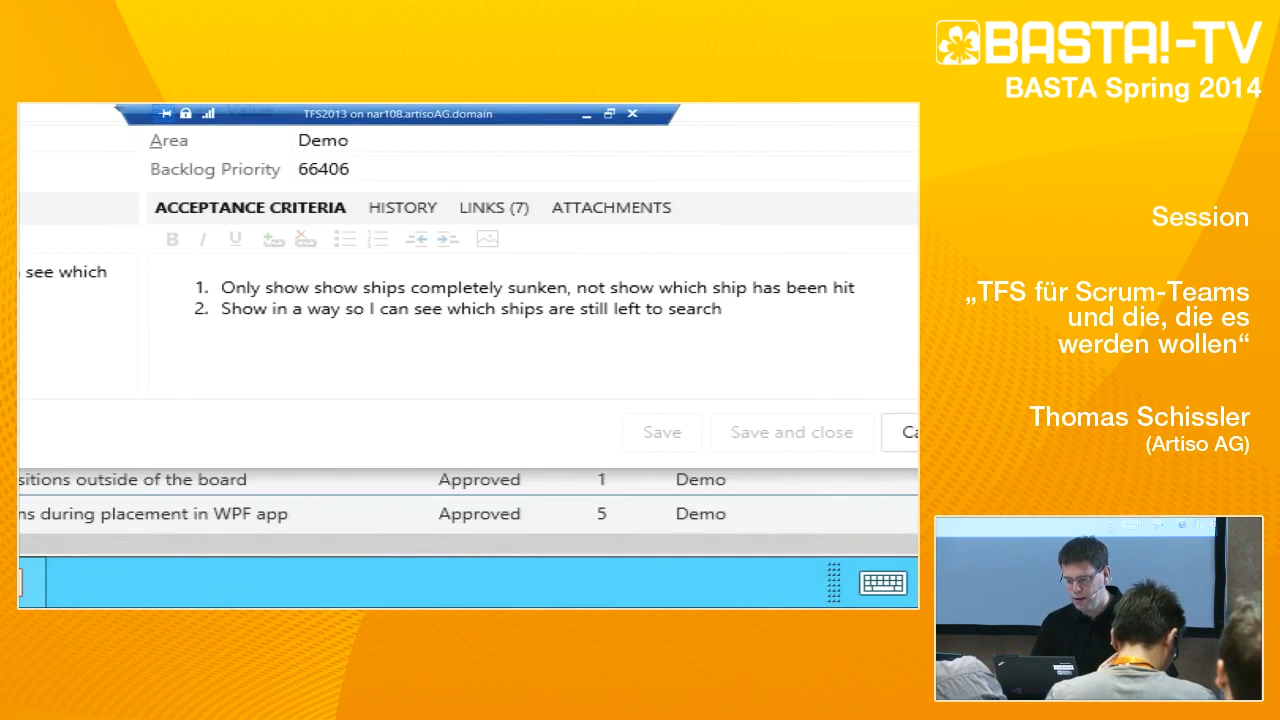 BASTA!-TV
BASTA Spring 2014
TFS2013 on nar108.artisoAG.domain
Area Demo
Backlog Priority 66406
ACCEPTANCE CRITERIA HISTORY LINKS (7) ATTACHMENTS
B I U
see which
1. Only show show ships completely sunken, not show which ship has been hit
2. Show in a way so I can see which ships are still left to search
Save Save and close
sitions outside of the board Approved 1 Demo
ns during placement in WPF app Approved 5 Demo
Session
„TFS für Scrum-Teams
und die, die es
werden wollen“
Thomas Schissler
(Artiso AG)